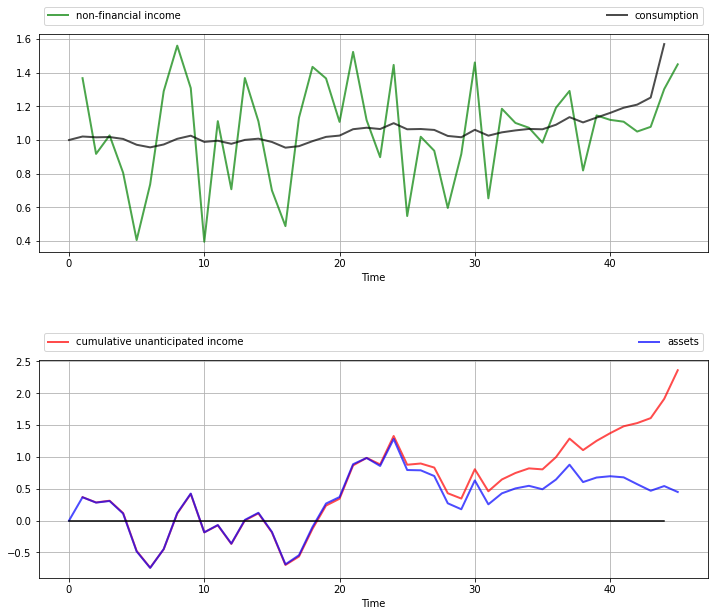 non-financial income consumption
1.6
1.4
1.2
1.0
0.8
0.6
0.4
0 10 20 30 40
Time
cumulative unanticipated income assets
2.5
2.0
1.5
1.0
0.5
0.0
−0.5
0 10 20 30 40
Time